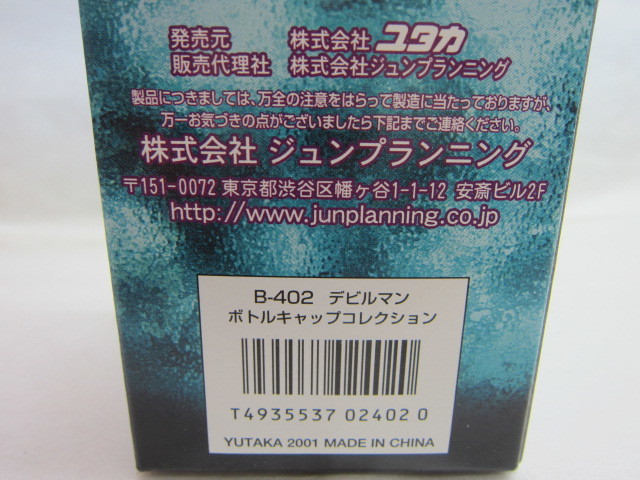 発売元 株式会社 ユタカ
販売代理社 株式会社ジュンプランニング
製品につきましては、万全の注意をはらって製造に当たっておりますが、
万一お気づきの点がございましたら下記までご連絡ください。
株式会社 ジュンプランニング
〒151-0072 東京都渋谷区幡ヶ谷1-1-12 安斎ビル2F
http://www.junplanning.co.jp
B-402 デビルマン
ボトルキャップコレクション
T4935537 02402 0
YUTAKA 2001 MADE IN CHINA